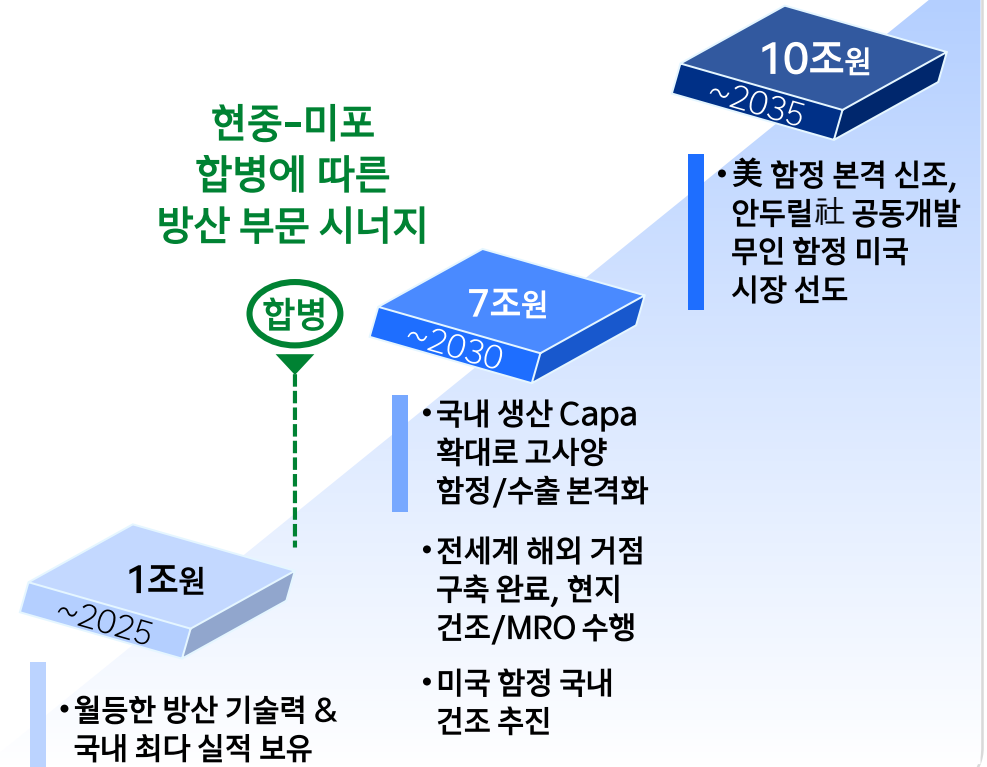 10조원
~2035
• 美 함정 본격 신조,
안두릴社 공동개발
무인 함정 미국
시장 선도
현중-미포
합병에 따른
방산 부문 시너지
합병
7조원
~2030
• 국내 생산 Capa
확대로 고사양
함정/수출 본격화
• 전세계 해외 거점
구축 완료, 현지
건조/MRO 수행
• 미국 함정 국내
건조 추진
1조원
~2025
• 월등한 방산 기술력 &
국내 최다 실적 보유